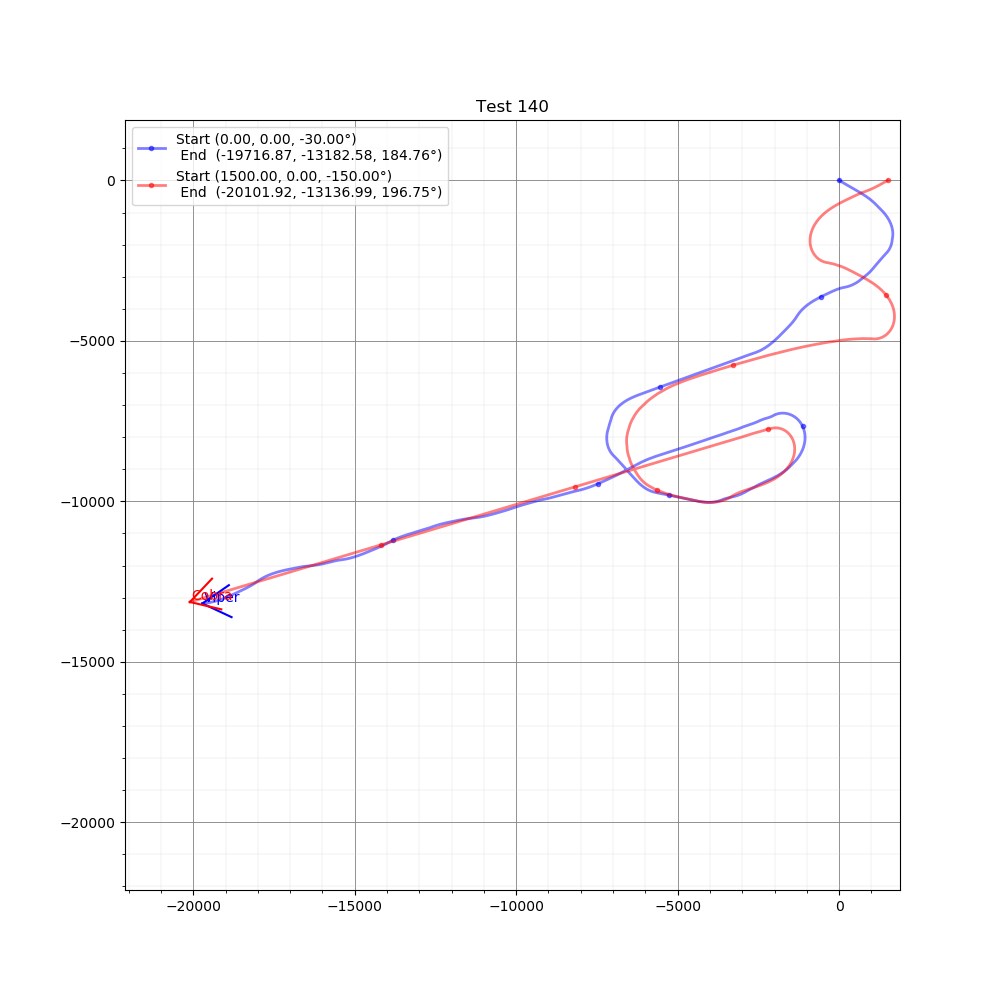 Test 140
Start (0.00, 0.00, -30.00°)
End  (-19716.87, -13182.58, 184.76°)
Start (1500.00, 0.00, -150.00°)
End  (-20101.92, -13136.99, 196.75°)
0
−5000
−10000
−15000
−20000
−20000
−15000
−10000
−5000
0